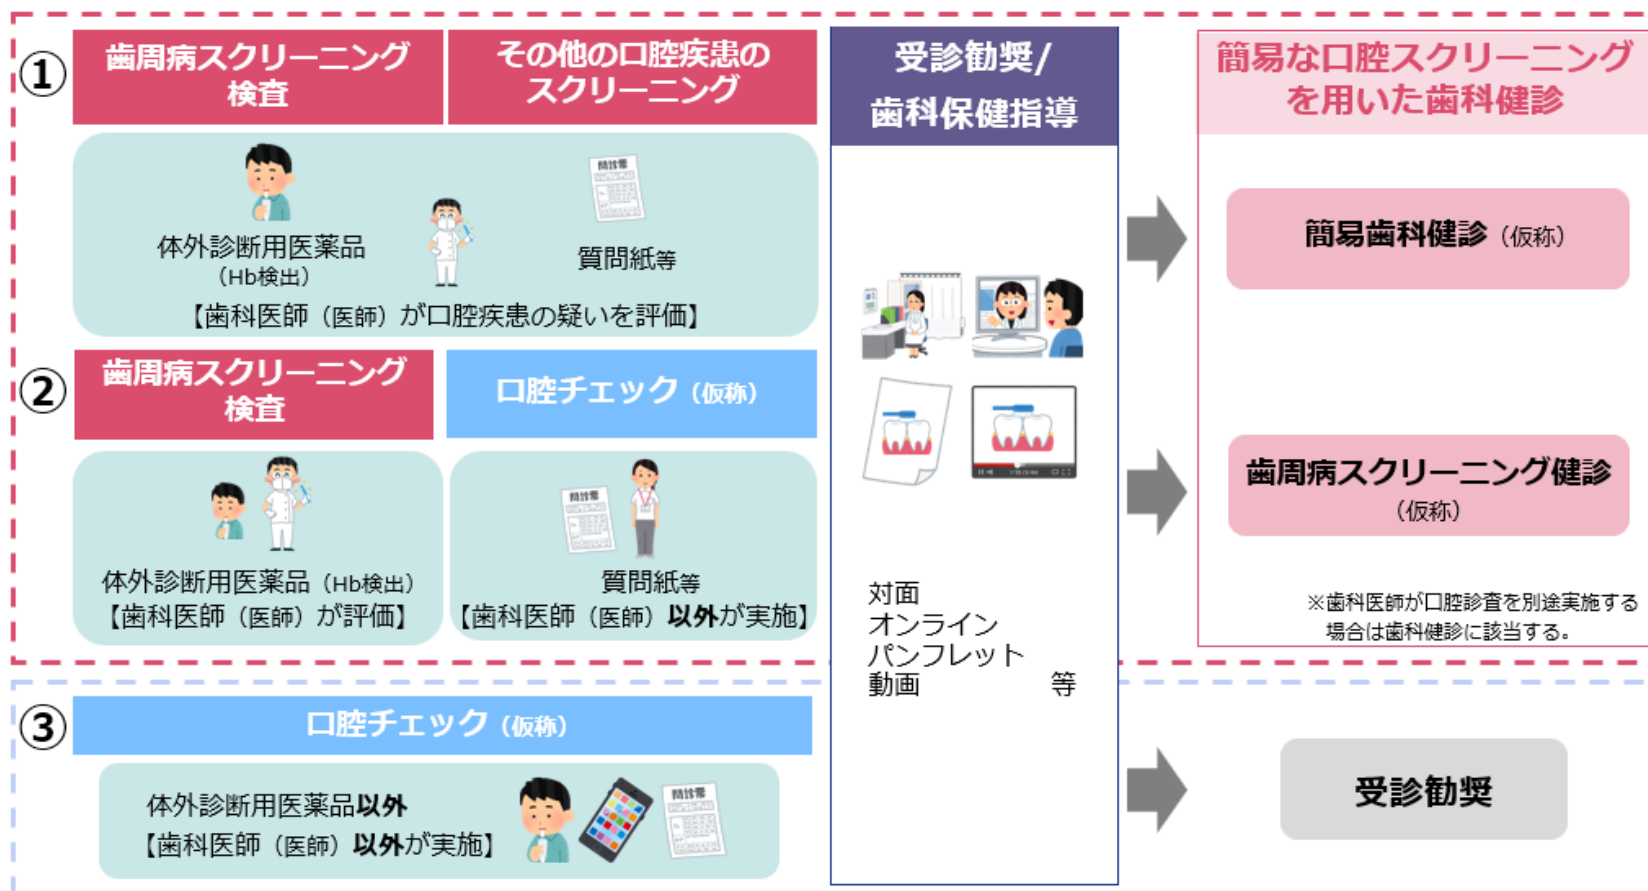 ①
歯周病スクリーニング
検査
その他の口腔疾患の
スクリーニング
体外診断用医薬品
（Hb検出）
問診票
質問紙等
【歯科医師（医師）が口腔疾患の疑いを評価】
②
歯周病スクリーニング
検査
口腔チェック（仮称）
体外診断用医薬品（Hb検出）
【歯科医師（医師）が評価】
問診票
質問紙等
【歯科医師（医師）以外が実施】
③
口腔チェック（仮称）
体外診断用医薬品以外
【歯科医師（医師）以外が実施】
問診票
受診勧奨/
歯科保健指導
対面
オンライン
パンフレット
動画　等
簡易な口腔スクリーニング
を用いた歯科健診
簡易歯科健診（仮称）
歯周病スクリーニング健診
（仮称）
※歯科医師が口腔診査を別途実施する
場合は歯科健診に該当する。
受診勧奨